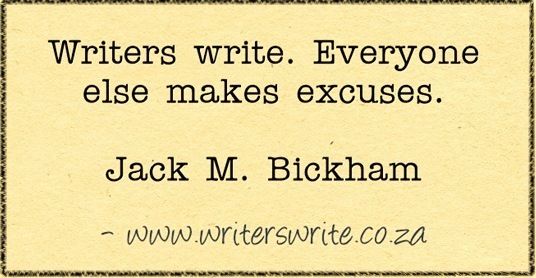 Writers write. Everyone
else makes excuses.
Jack M. Bickham
- www.writerswrite.co.za